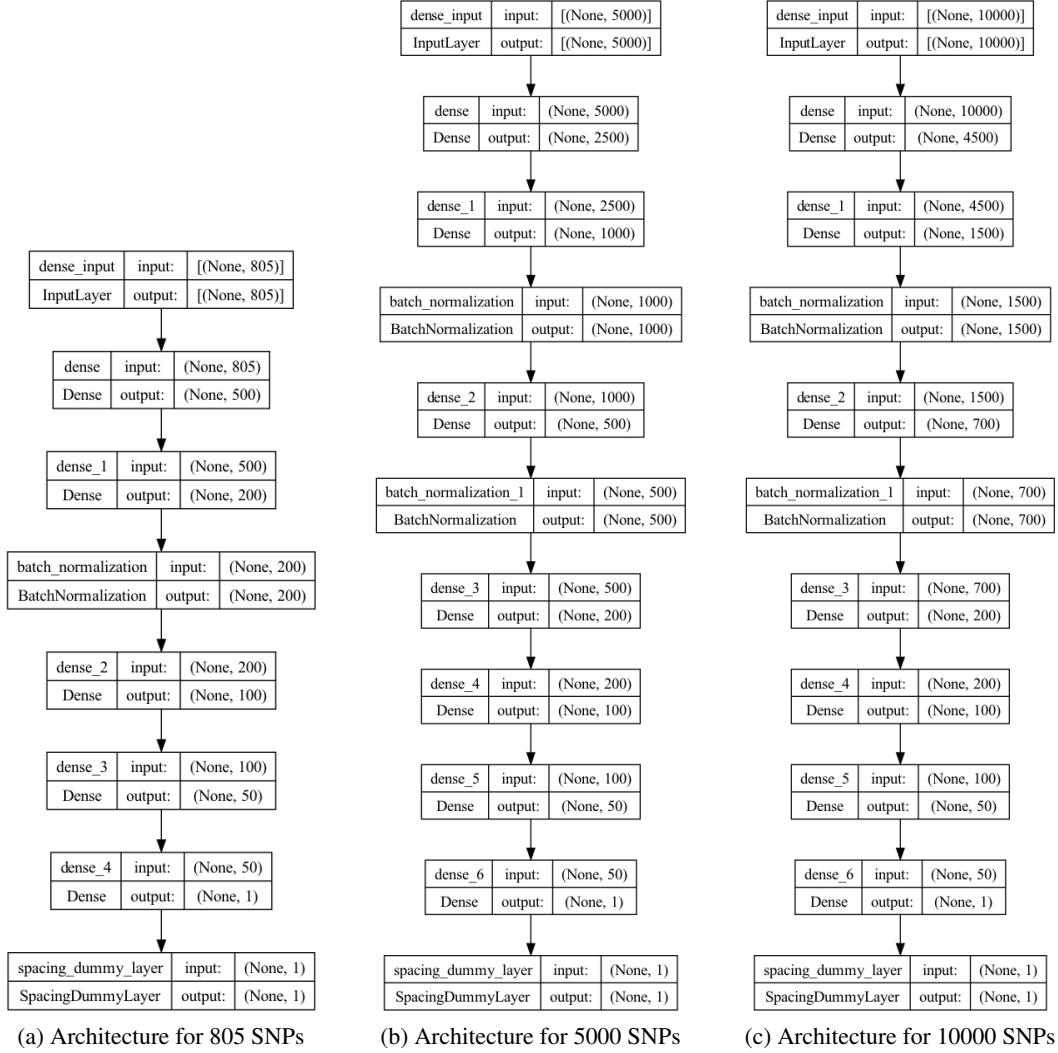 dense_input input: [(None, 805)]
InputLayer output: [(None, 805)]
dense input: (None, 805)
Dense output: (None, 500)
dense_1 input: (None, 500)
Dense output: (None, 200)
batch_normalization input: (None, 200)
BatchNormalization output: (None, 200)
dense_2 input: (None, 200)
Dense output: (None, 100)
dense_3 input: (None, 100)
Dense output: (None, 50)
dense_4 input: (None, 50)
Dense output: (None, 1)
spacing_dummy_layer input: (None, 1)
SpacingDummyLayer output: (None, 1)
(a) Architecture for 805 SNPs
dense_input input: [(None, 5000)]
InputLayer output: [(None, 5000)]
dense input: (None, 5000)
Dense output: (None, 2500)
dense_1 input: (None, 2500)
Dense output: (None, 1000)
batch_normalization input: (None, 1000)
BatchNormalization output: (None, 1000)
dense_2 input: (None, 1000)
Dense output: (None, 500)
batch_normalization_1 input: (None, 500)
BatchNormalization output: (None, 500)
dense_3 input: (None, 500)
Dense output: (None, 200)
dense_4 input: (None, 200)
Dense output: (None, 100)
dense_5 input: (None, 100)
Dense output: (None, 50)
dense_6 input: (None, 50)
Dense output: (None, 1)
spacing_dummy_layer input: (None, 1)
SpacingDummyLayer output: (None, 1)
(b) Architecture for 5000 SNPs
dense_input input: [(None, 10000)]
InputLayer output: [(None, 10000)]
dense input: (None, 10000)
Dense output: (None, 4500)
dense_1 input: (None, 4500)
Dense output: (None, 1500)
batch_normalization input: (None, 1500)
BatchNormalization output: (None, 1500)
dense_2 input: (None, 1500)
Dense output: (None, 700)
batch_normalization_1 input: (None, 700)
BatchNormalization output: (None, 700)
dense_3 input: (None, 700)
Dense output: (None, 200)
dense_4 input: (None, 200)
Dense output: (None, 100)
dense_5 input: (None, 100)
Dense output: (None, 50)
dense_6 input: (None, 50)
Dense output: (None, 1)
spacing_dummy_layer input: (None, 1)
SpacingDummyLayer output: (None, 1)
(c) Architecture for 10000 SNPs